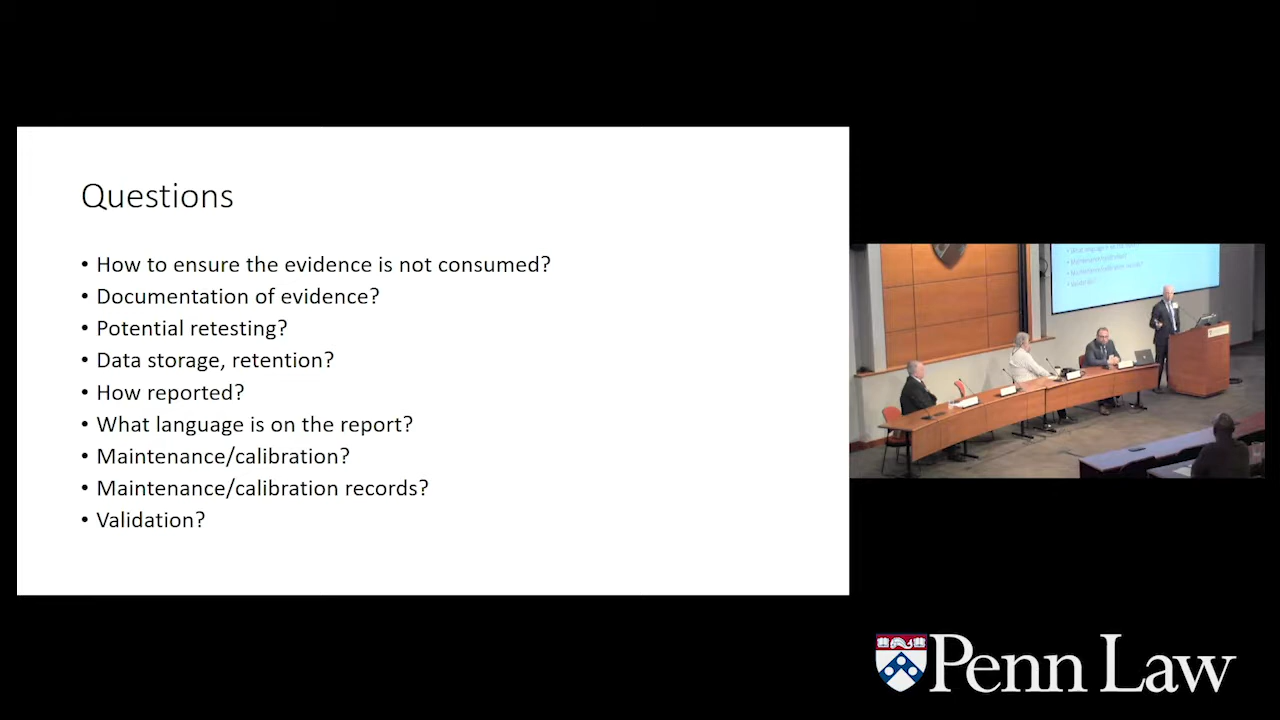 Questions
• How to ensure the evidence is not consumed?
• Documentation of evidence?
• Potential retesting?
• Data storage, retention?
• How reported?
• What language is on the report?
• Maintenance/calibration?
• Maintenance/calibration records?
• Validation?
Penn Law